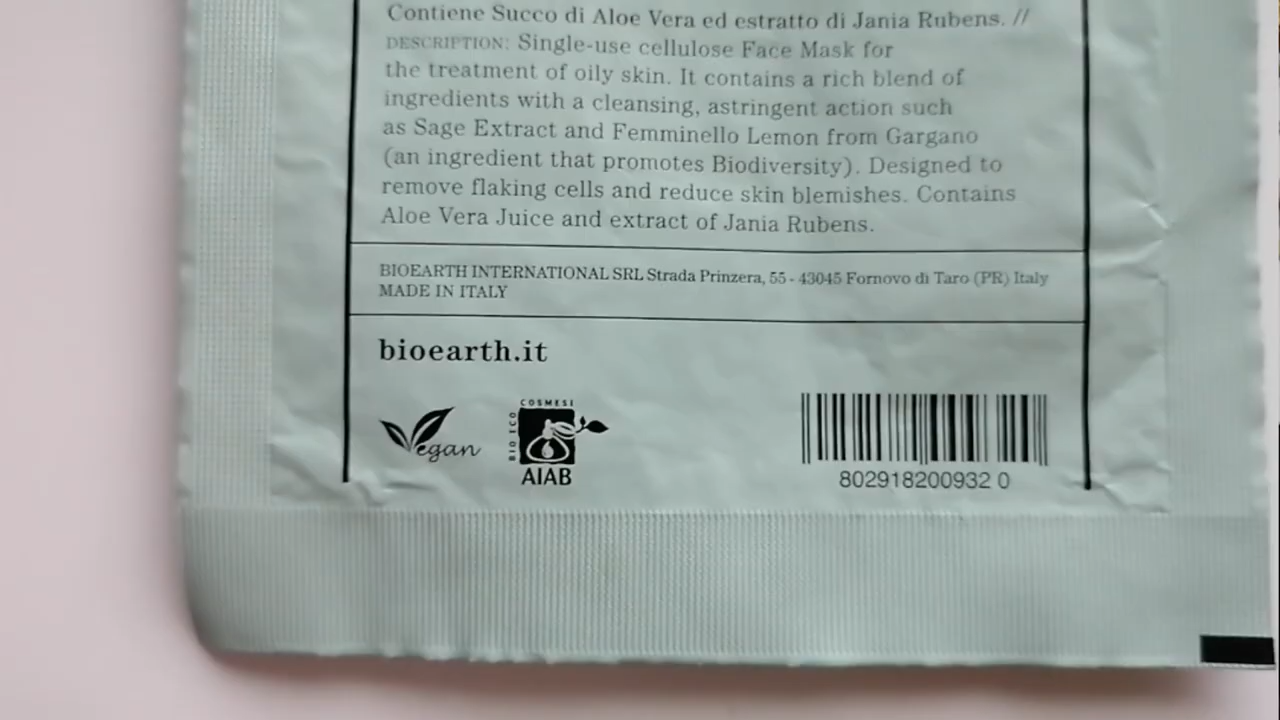 Contiene Succo di Aloe Vera ed estratto di Jania Rubens. //
DESCRIPTION: Single-use cellulose Face Mask for
the treatment of oily skin. It contains a rich blend of
ingredients with a cleansing, astringent action such
as Sage Extract and Femminello Lemon from Gargano
(an ingredient that promotes Biodiversity). Designed to
remove flaking cells and reduce skin blemishes. Contains
Aloe Vera Juice and extract of Jania Rubens.
BIOEARTH INTERNATIONAL SRL Strada Prinzera, 55 - 43045 Fornovo di Taro (PR) Italy
MADE IN ITALY
bioearth.it
Vegan
COSMESI
BIO ECO
AIAB
802918200932 0